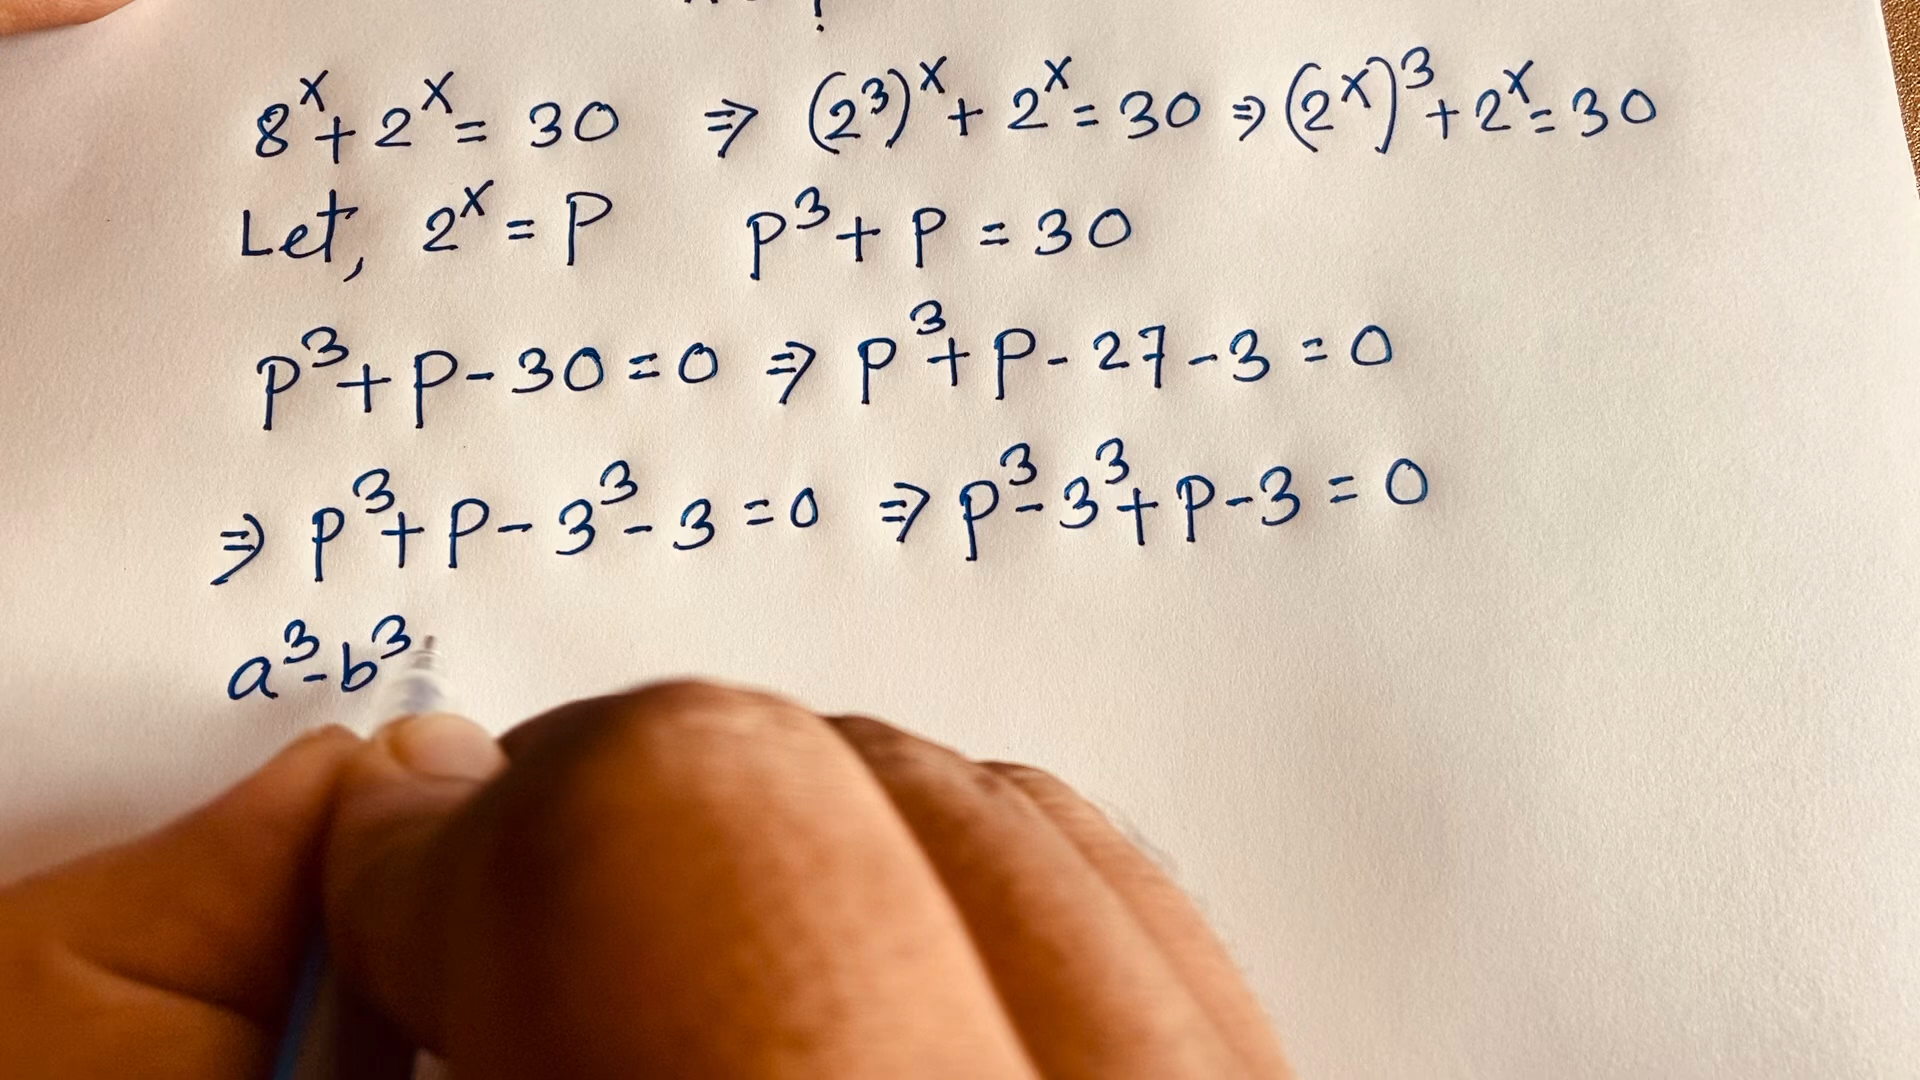 8^x + 2^x = 30 ⇒ (2^3)^x + 2^x = 30 ⇒ (2^x)^3 + 2^x = 30
Let, 2^x = P P^3 + P = 30
P^3 + P - 30 = 0 ⇒ P^3 + P - 27 - 3 = 0
⇒ P^3 + P - 3^3 - 3 = 0 ⇒ P^3 - 3^3 + P - 3 = 0
a^3 - b^3